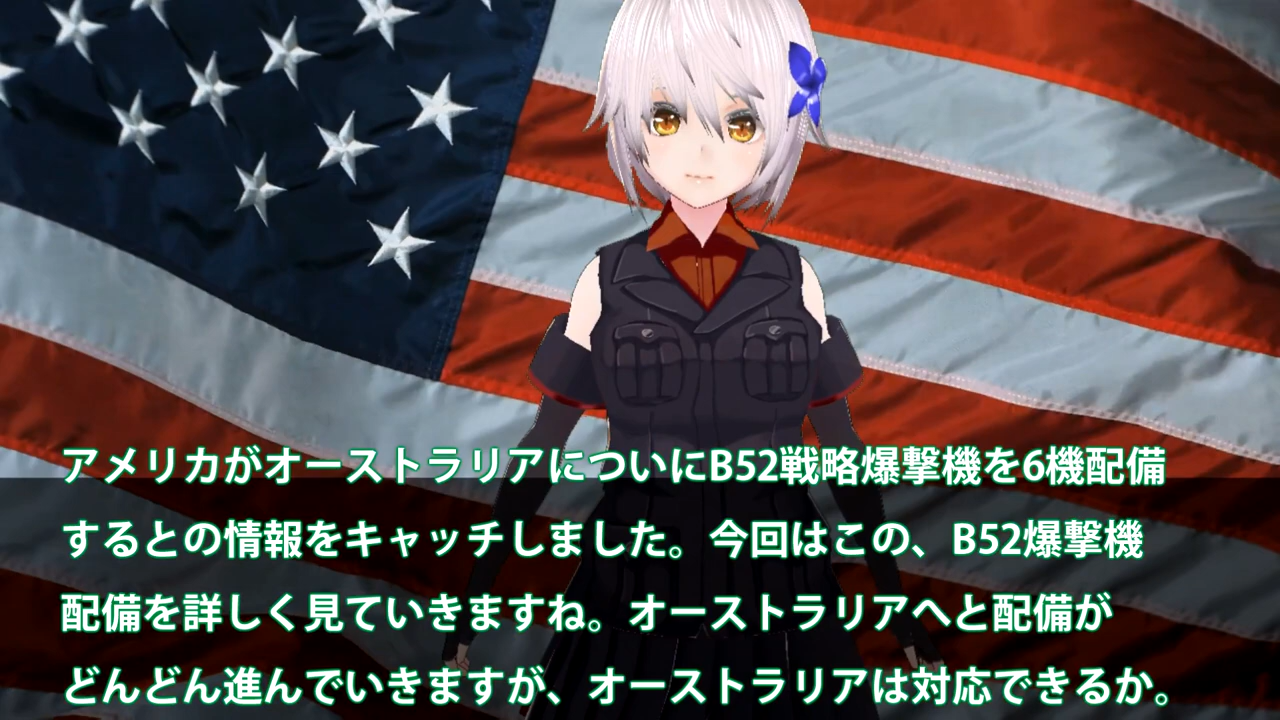 アメリカがオーストラリアについにB52戦略爆撃機を6機配備
するとの情報をキャッチしました。今回はこの、B52爆撃機
配備を詳しく見ていきますね。オーストラリアへと配備が
どんどん進んでいきますが、オーストラリアは対応できるか。